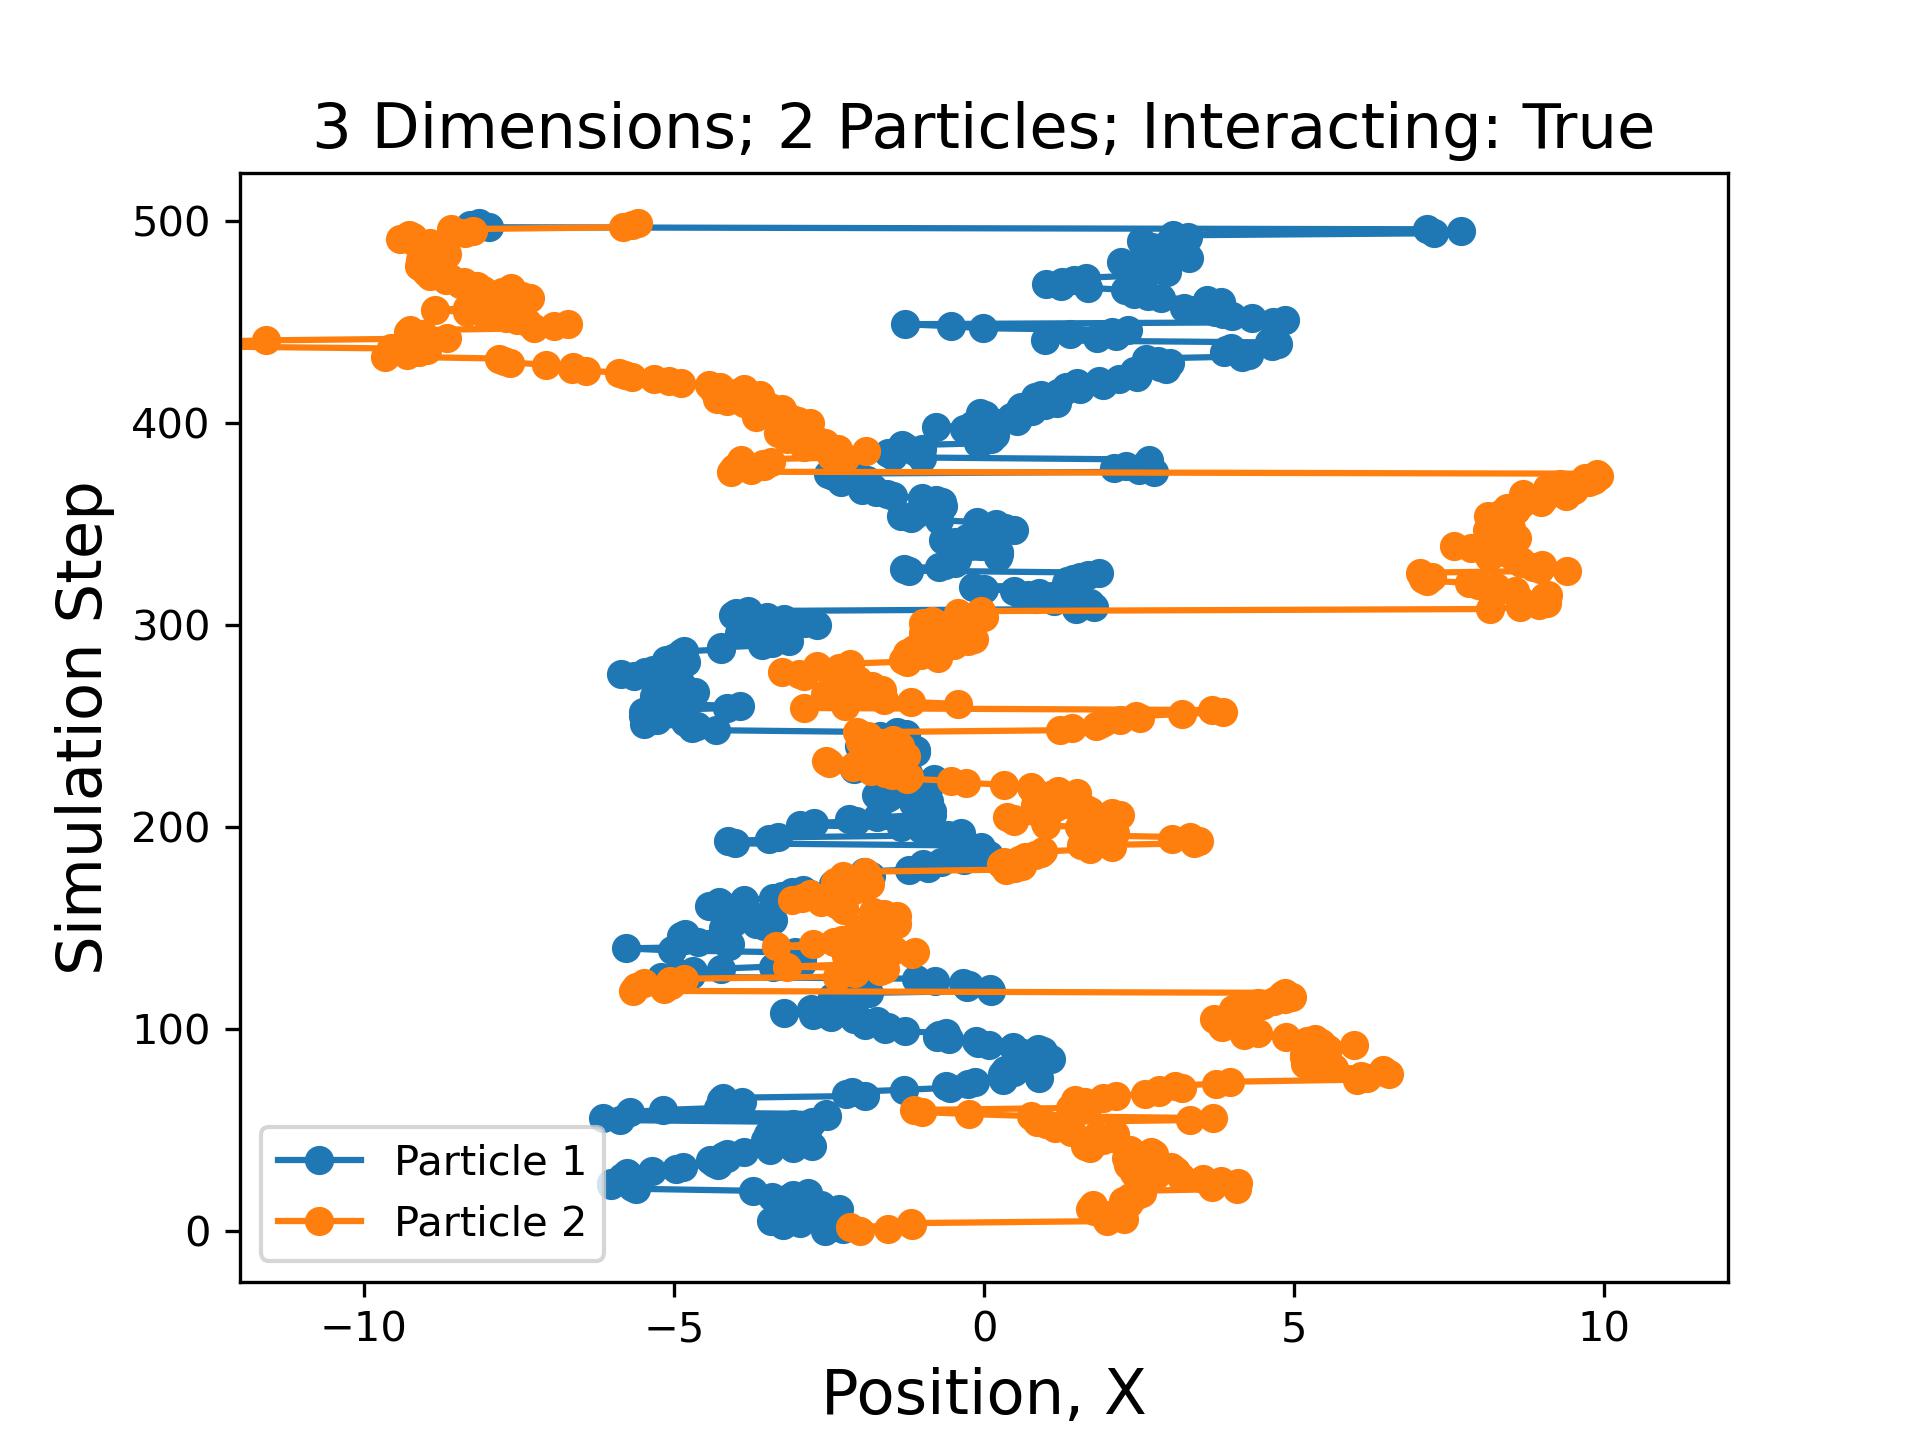 3 Dimensions; 2 Particles; Interacting: True
Simulation Step
500
400
300
200
100
0
Particle 1
Particle 2
−10
−5
0
5
10
Position, X